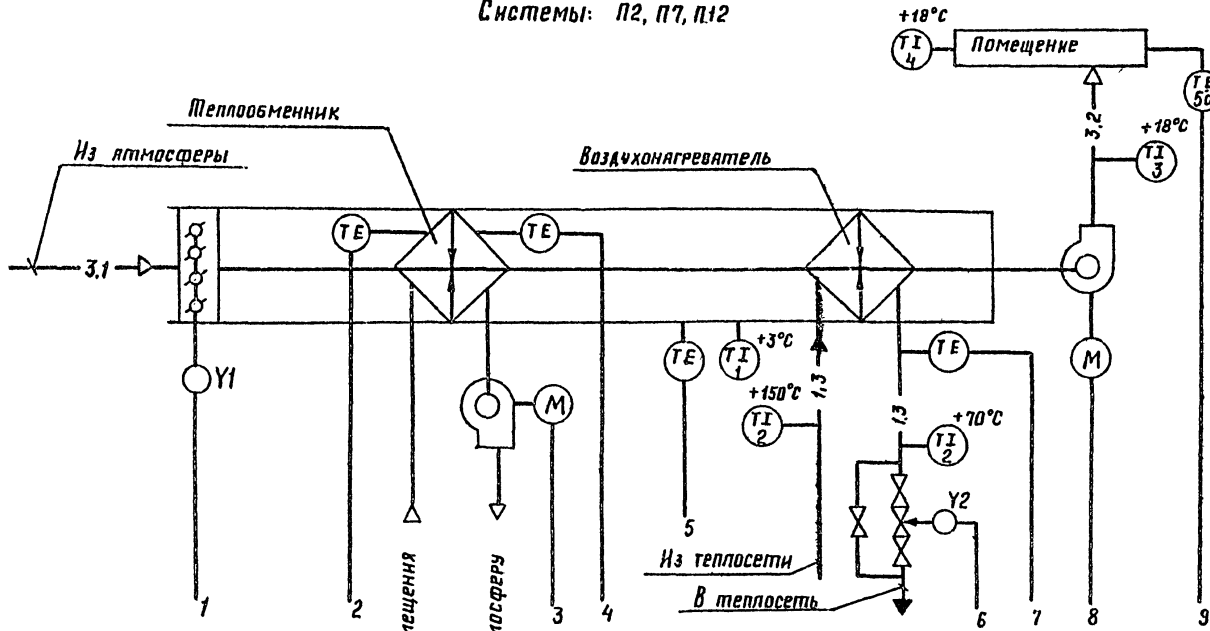 Системы: П2, П7, П12
+18°С
TI
4
Помещение
TE
3,2
+18°С
TI
3
Теплообменник
Из атмосферы
Воздухонагреватель
3,1
TE
TE
Y1
M
TE
TI
1
+3°С
+150°С
TI
2
1,3
1,3
TE
+70°С
TI
2
Y2
M
Из теплосети
В теплосеть
1
2
3
4
5
6
7
8
9